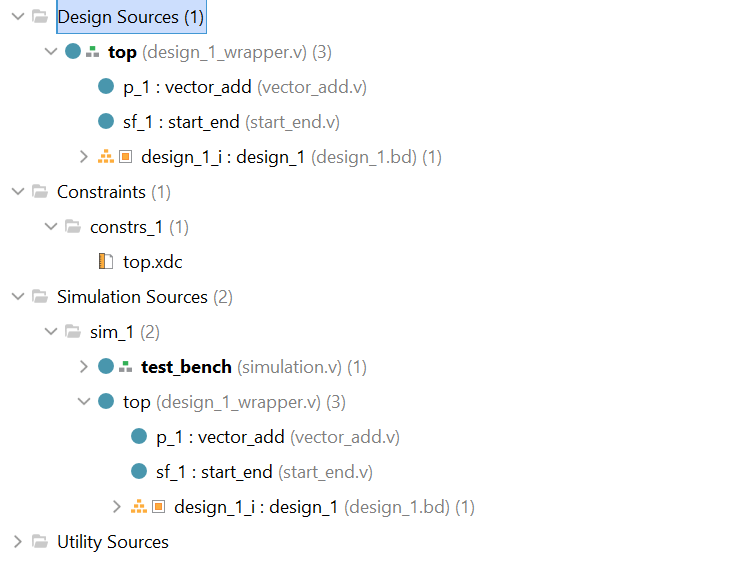 Design Sources (1)
top (design_1_wrapper.v) (3)
p_1 : vector_add (vector_add.v)
sf_1 : start_end (start_end.v)
design_1_i : design_1 (design_1.bd) (1)
Constraints (1)
constrs_1 (1)
top.xdc
Simulation Sources (2)
sim_1 (2)
test_bench (simulation.v) (1)
top (design_1_wrapper.v) (3)
p_1 : vector_add (vector_add.v)
sf_1 : start_end (start_end.v)
design_1_i : design_1 (design_1.bd) (1)
Utility Sources